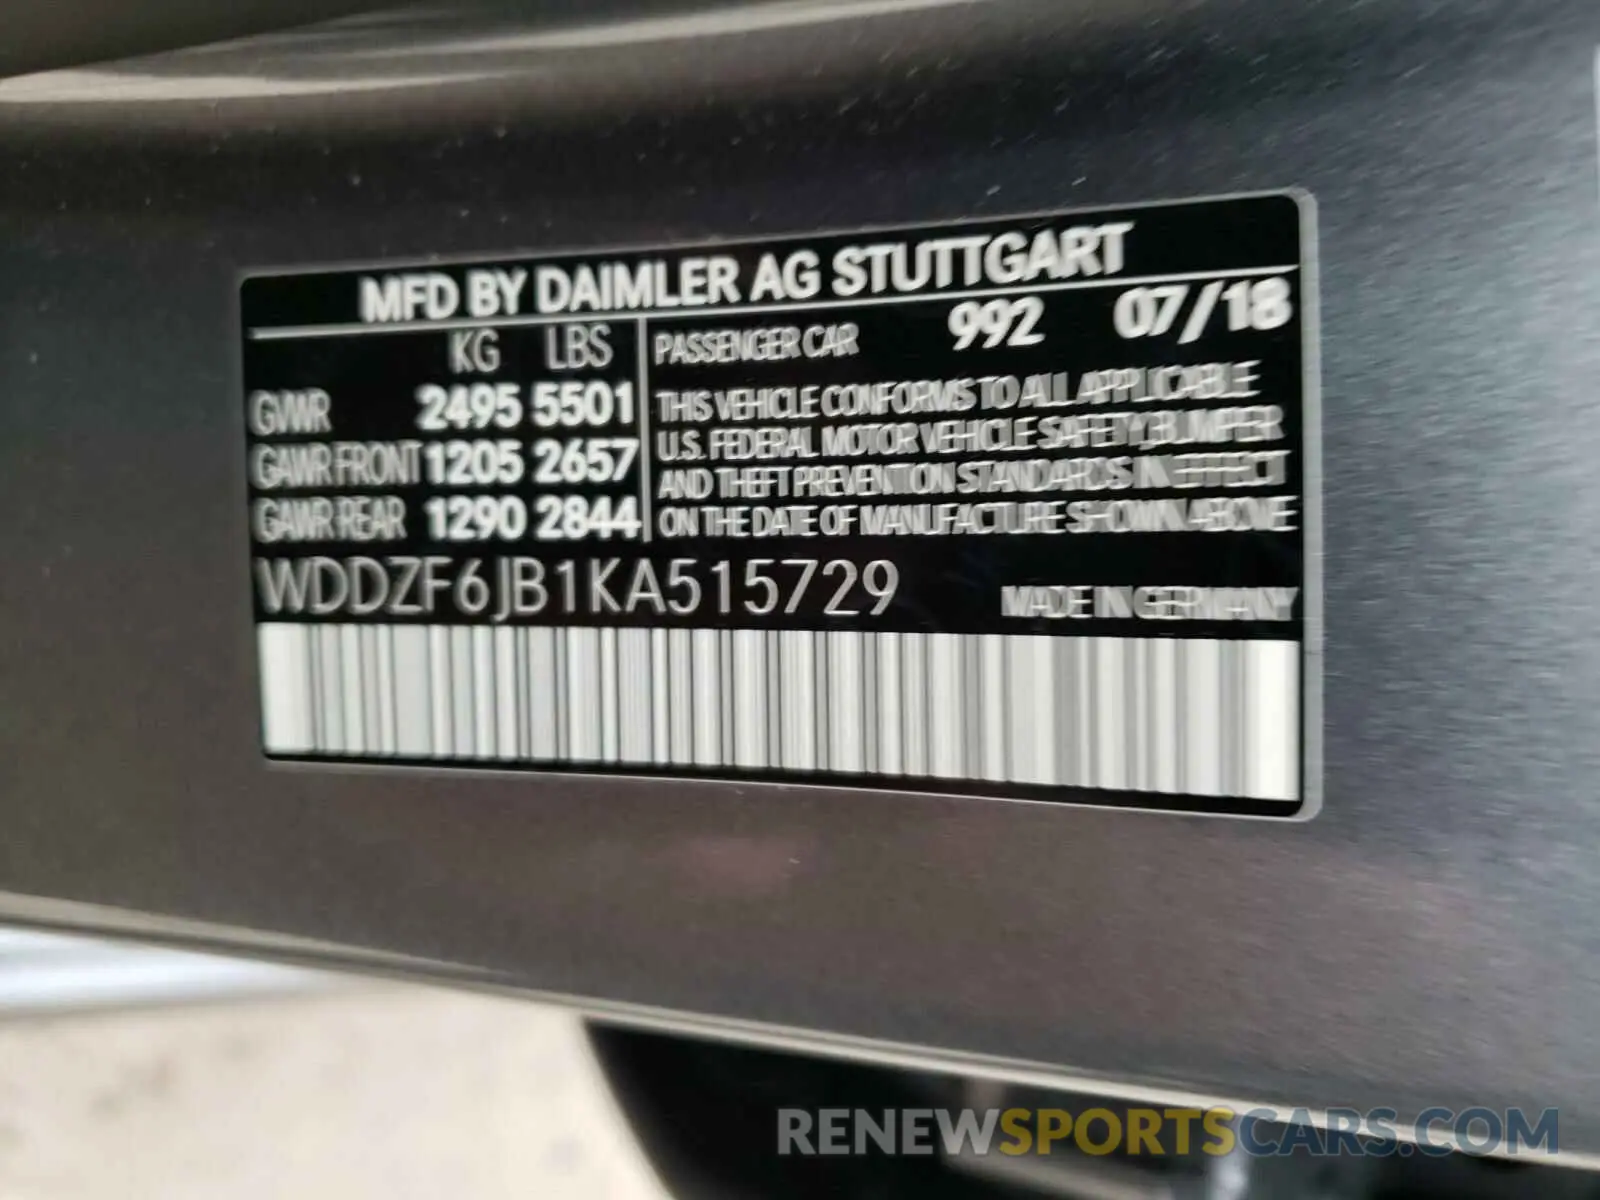 MFD BY DAIMLER AG STUTTGART
KG LBS
GVWR 2495 5501
GAWR FRONT 1205 2657
GAWR REAR 1290 2844
PASSENGER CAR 992 07/18
THIS VEHICLE CONFORMS TO ALL APPLICABLE
U.S. FEDERAL MOTOR VEHICLE SAFETY, BUMPER
AND THEFT PREVENTION STANDARDS IN EFFECT
ON THE DATE OF MANUFACTURE SHOWN ABOVE
WDDZF6JB1KA515729 MADE IN GERMANY
RENEWSPORTSCARS.COM